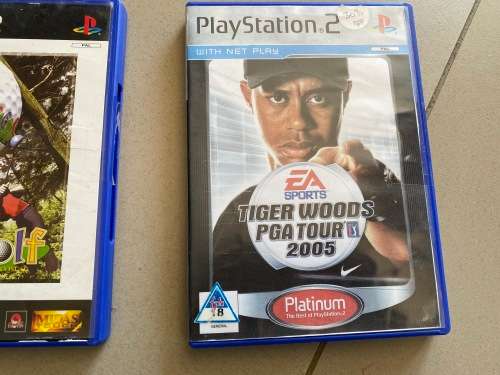 PAL
olf
MIDAS
PlayStation®2
WITH NET PLAY
PAL
EA
SPORTS
TIGER WOODS
PGA TOUR
2005
Platinum
The Best of PlayStation®2
GENERAL